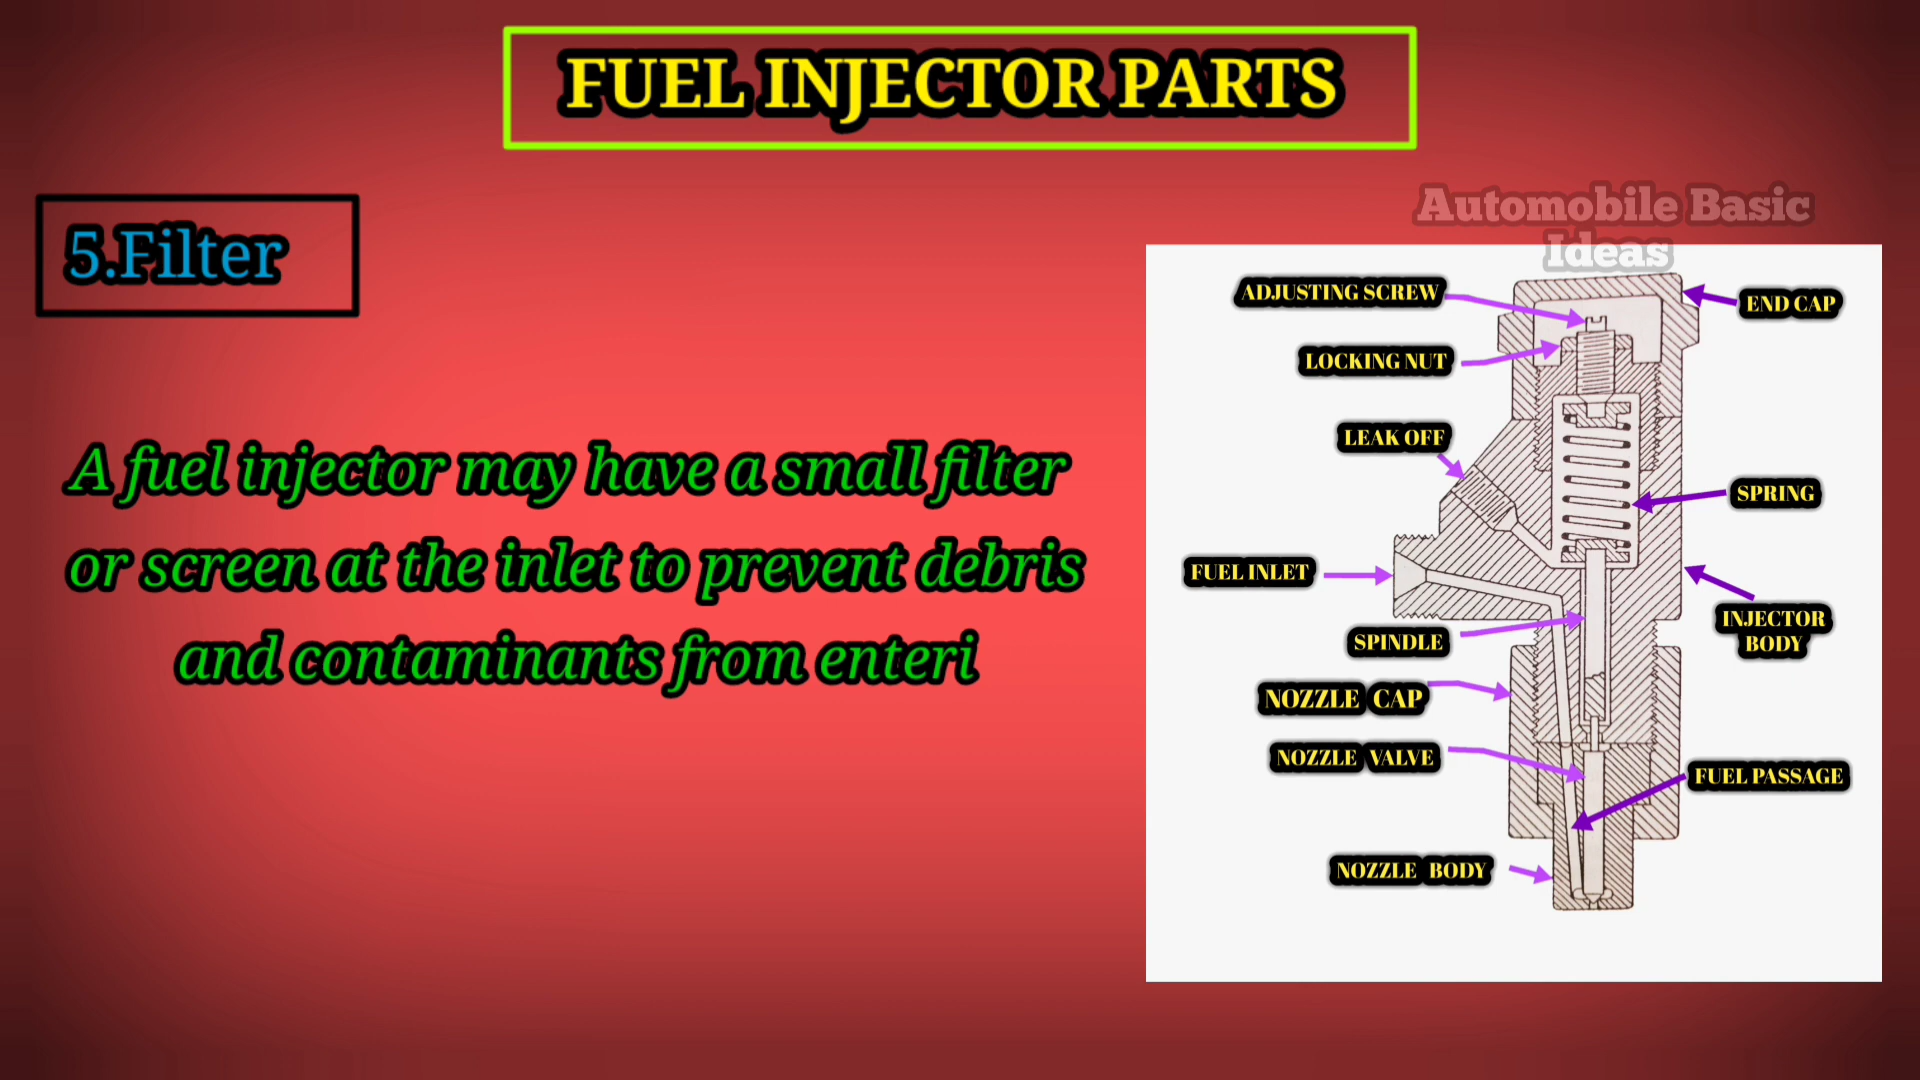 FUEL INJECTOR PARTS
5.Filter
A fuel injector may have a small filter
or screen at the inlet to prevent debris
and contaminants from enteri
Automobile Basic
Ideas
ADJUSTING SCREW
END CAP
LOCKING NUT
LEAK OFF
SPRING
FUEL INLET
INJECTOR
BODY
SPINDLE
NOZZLE CAP
NOZZLE VALVE
FUEL PASSAGE
NOZZLE BODY